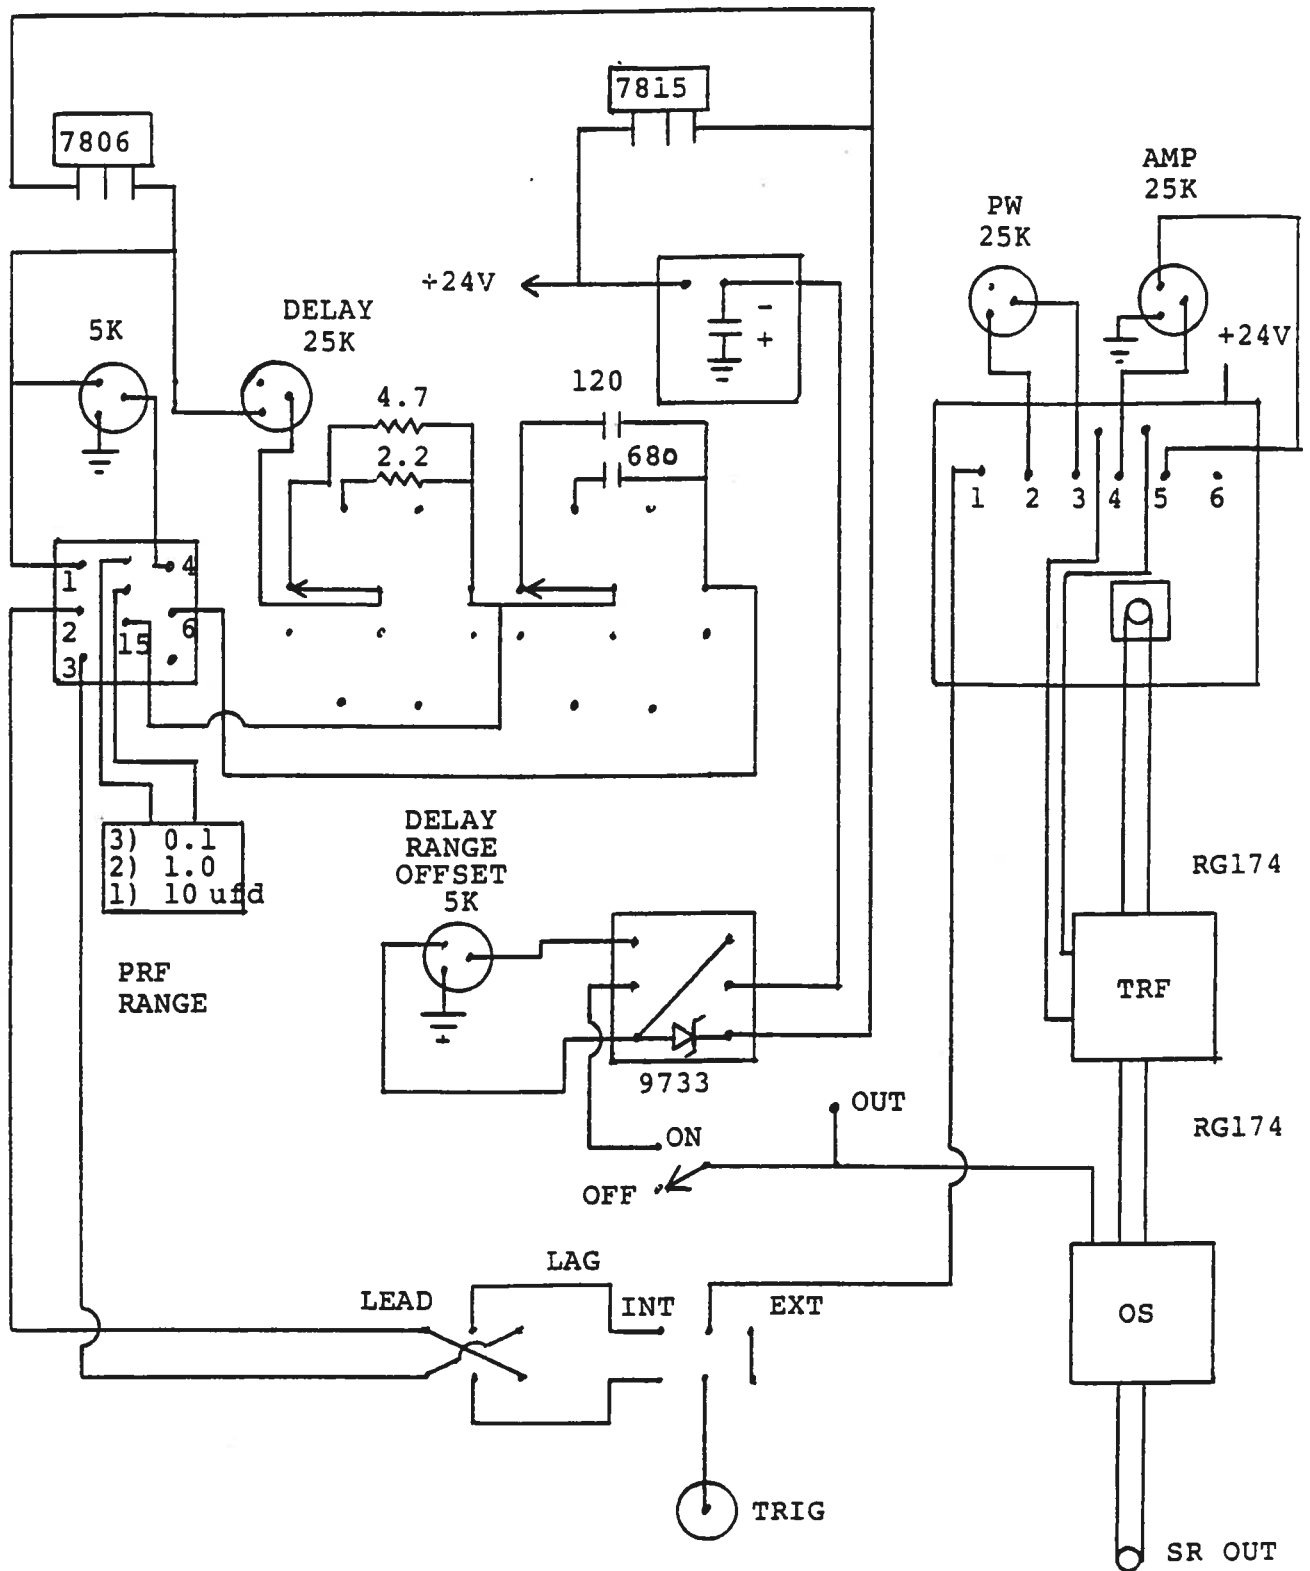 7815
7806
AMP
25K
PW
25K
+24V
DELAY
25K
5K
+24V
-
+
120
4.7
2.2
680
1
2
3
4
5
6
1
4
2
15
6
3
3) 0.1
2) 1.0
1) 10 ufd
PRF
RANGE
DELAY
RANGE
OFFSET
5K
9733
RG174
TRF
RG174
OUT
ON
OFF
LAG
LEAD
INT
EXT
OS
TRIG
SR OUT